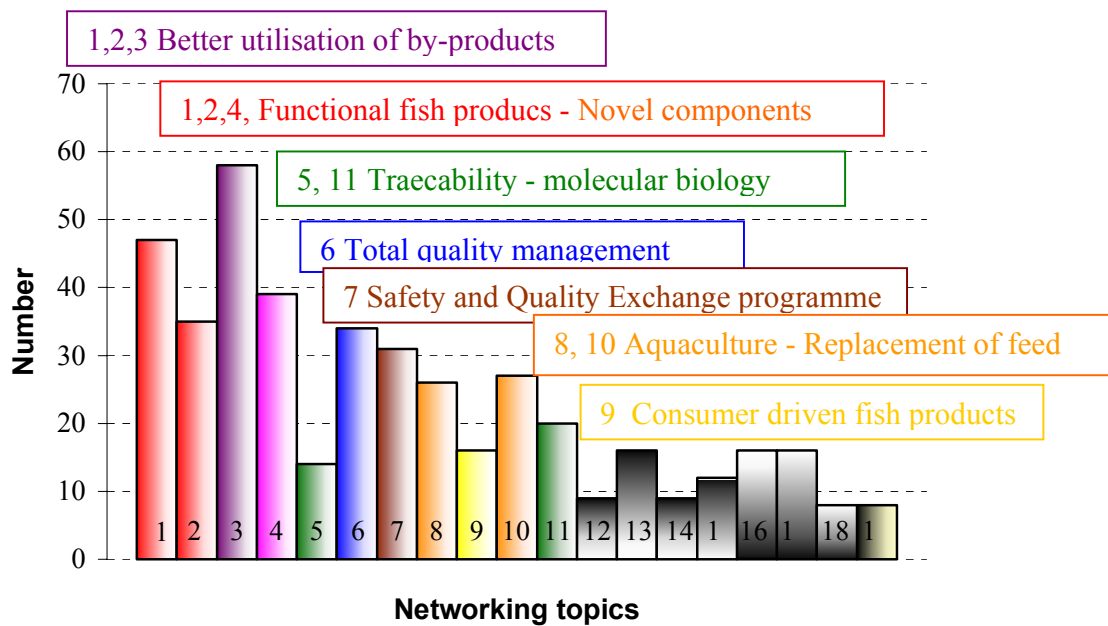 1,2,3 Better utilisation of by-products
70
1,2,4, Functional fish producs - Novel components
60
5, 11 Traecability - molecular biology
50
6 Total quality management
40
7 Safety and Quality Exchange programme
8, 10 Aquaculture - Replacement of feed
30
9 Consumer driven fish products
20
10
0
Number
1 2 3 4 5 6 7 8 9 10 11 12 13 14 1 16 1 18 1
Networking topics